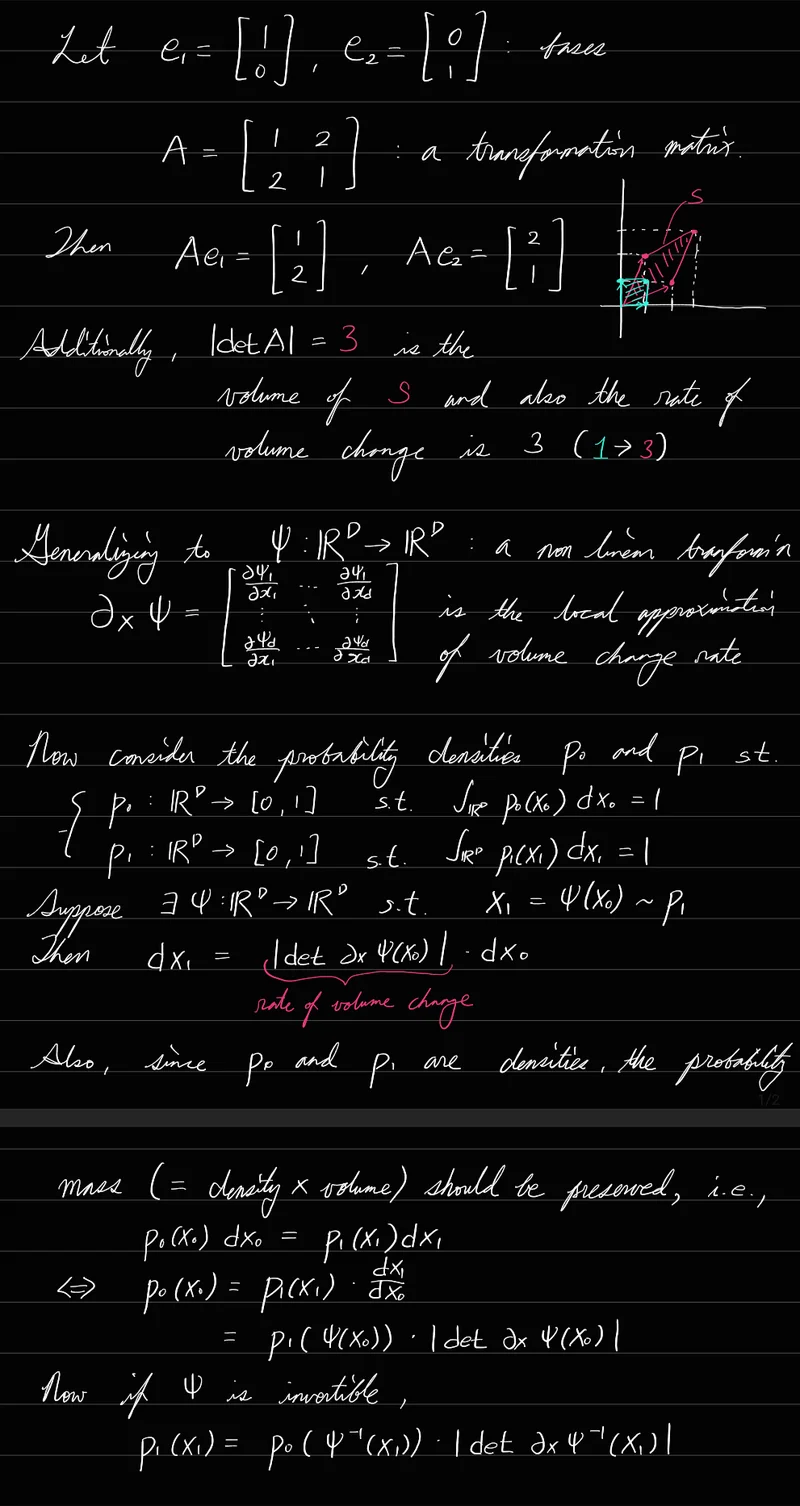 Let e₁ = [1 0], e₂ = [0 1] : bases
A = [1 2 2 1] : a transformation matrix.
S
Then Ae₁ = [1 2], Ae₂ = [2 1]
Additionally, |det A| = 3 is the
volume of S and also the rate of
volume change is 3 (1→3)
Generalizing to Ψ : ℝᴰ → ℝᴰ : a non linear
∂ₓΨ = [∂Ψ₁/∂x₁ ⋯ ∂Ψ₁/∂x_d ⋮ ⋱ ⋮ ∂Ψ_d/∂x₁ ⋯ ∂Ψ_d/∂x_d] is the local approximation
of volume change rate
Now consider the probability densities p₀ and p₁ st.
{ p₀ : ℝᴰ → [0,1] s.t. ∫_ℝᴰ p₀(x₀) dx₀ = 1
p₁ : ℝᴰ → [0,1] s.t. ∫_ℝᴰ p₁(x₁) dx₁ = 1
Suppose ∃ Ψ : ℝᴰ → ℝᴰ s.t. x₁ = Ψ(x₀) ~ p₁
Then dx₁ = |det ∂ₓΨ(x₀)| · dx₀
rate of volume change
Also, since p₀ and p₁ are densities, the probability
1/2
mass (= density × volume) should be preserved, i.e.,
p₀(x₀) dx₀ = p₁(x₁) dx₁
⇔ p₀(x₀) = p₁(x₁) · dx₁/dx₀
= p₁(Ψ(x₀)) · |det ∂ₓΨ(x₀)|
Now if Ψ is invertible,
p₁(x₁) = p₀(Ψ⁻¹(x₁)) · |det ∂ₓΨ⁻¹(x₁)|